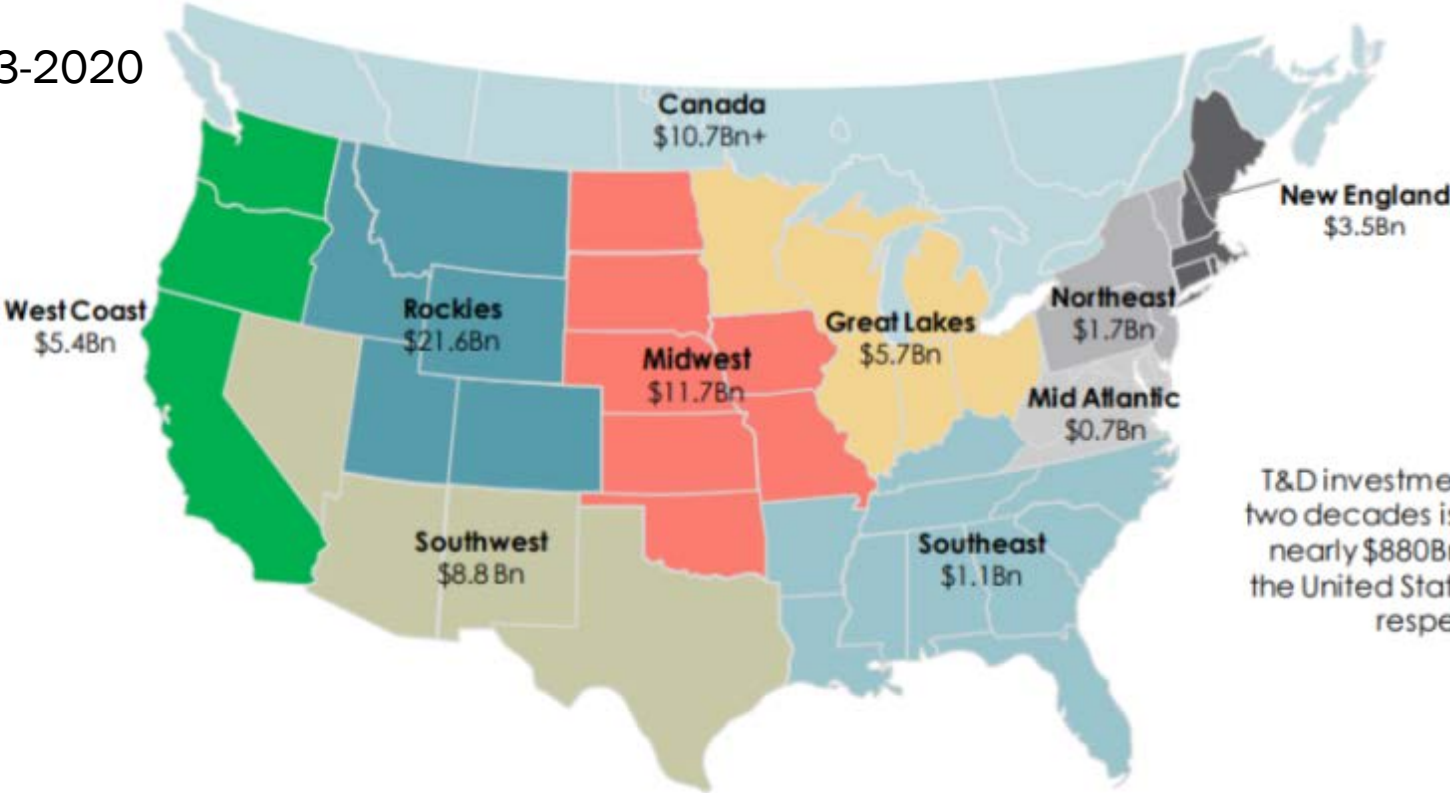 3-2020
Canada
$10.7Bn+
New England
$3.5Bn
West Coast
$5.4Bn
Rockies
$21.6Bn
Northeast
$1.7Bn
Great Lakes
$5.7Bn
Midwest
$11.7Bn
Mid Atlantic
$0.7Bn
Southwest
$8.8 Bn
Southeast
$1.1Bn
T&D investme
two decades is
nearly $880Br
the United Stat
respe